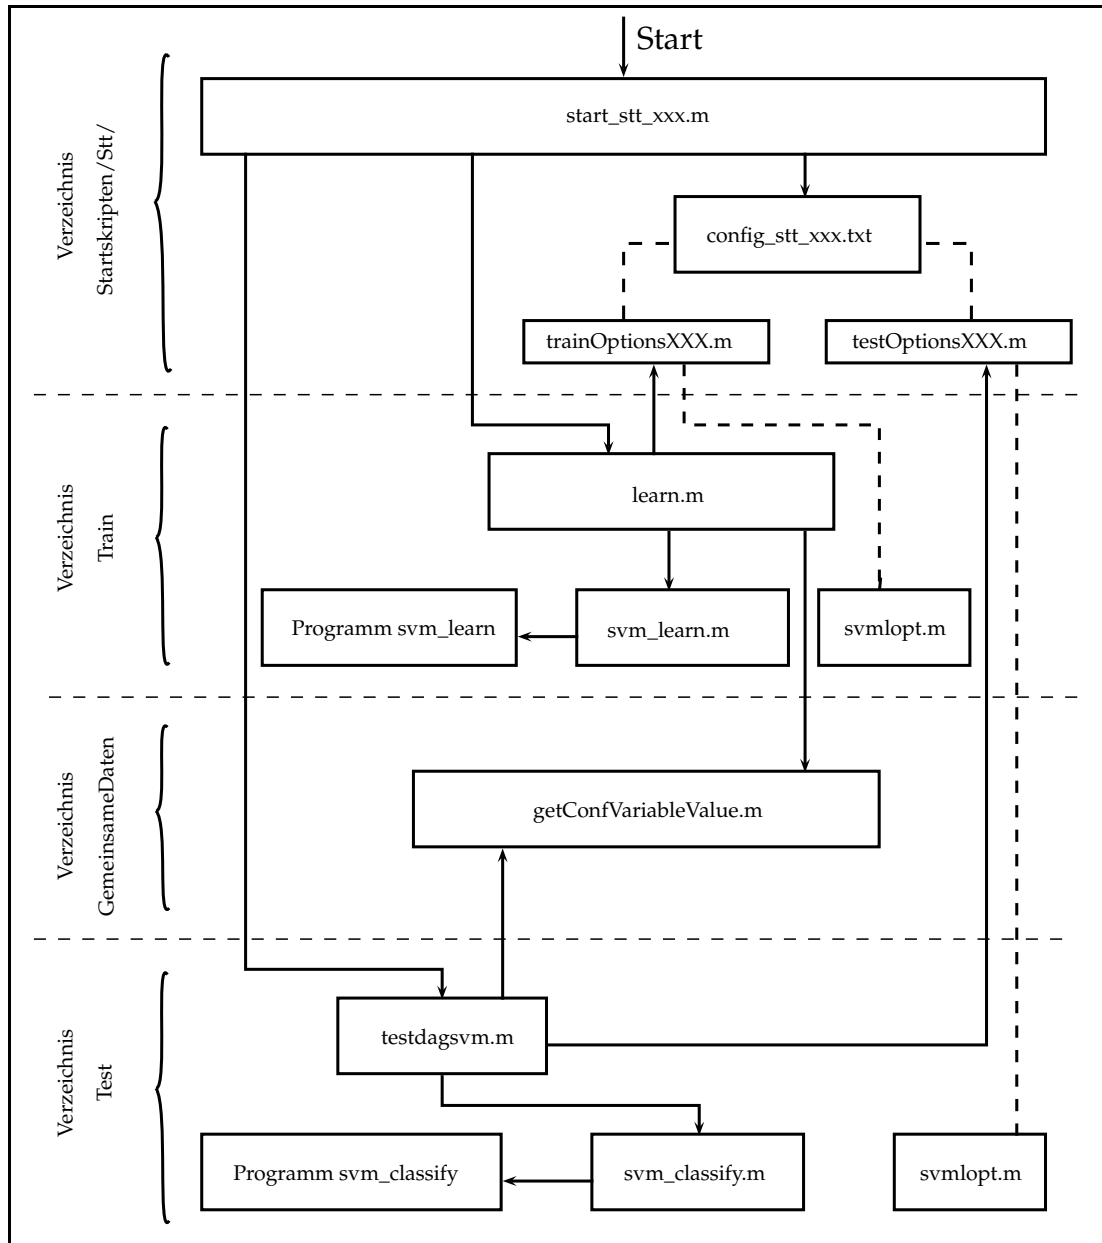 Start
Verzeichnis
Startskripten/Stt/
start_stt_xxx.m
config_stt_xxx.txt
trainOptionsXXX.m
testOptionsXXX.m
Verzeichnis
Train
learn.m
Programm svm_learn
svm_learn.m
svmlopt.m
Verzeichnis
GemeinsameDaten
getConfVariableValue.m
Verzeichnis
Test
testdagsvm.m
Programm svm_classify
svm_classify.m
svmlopt.m